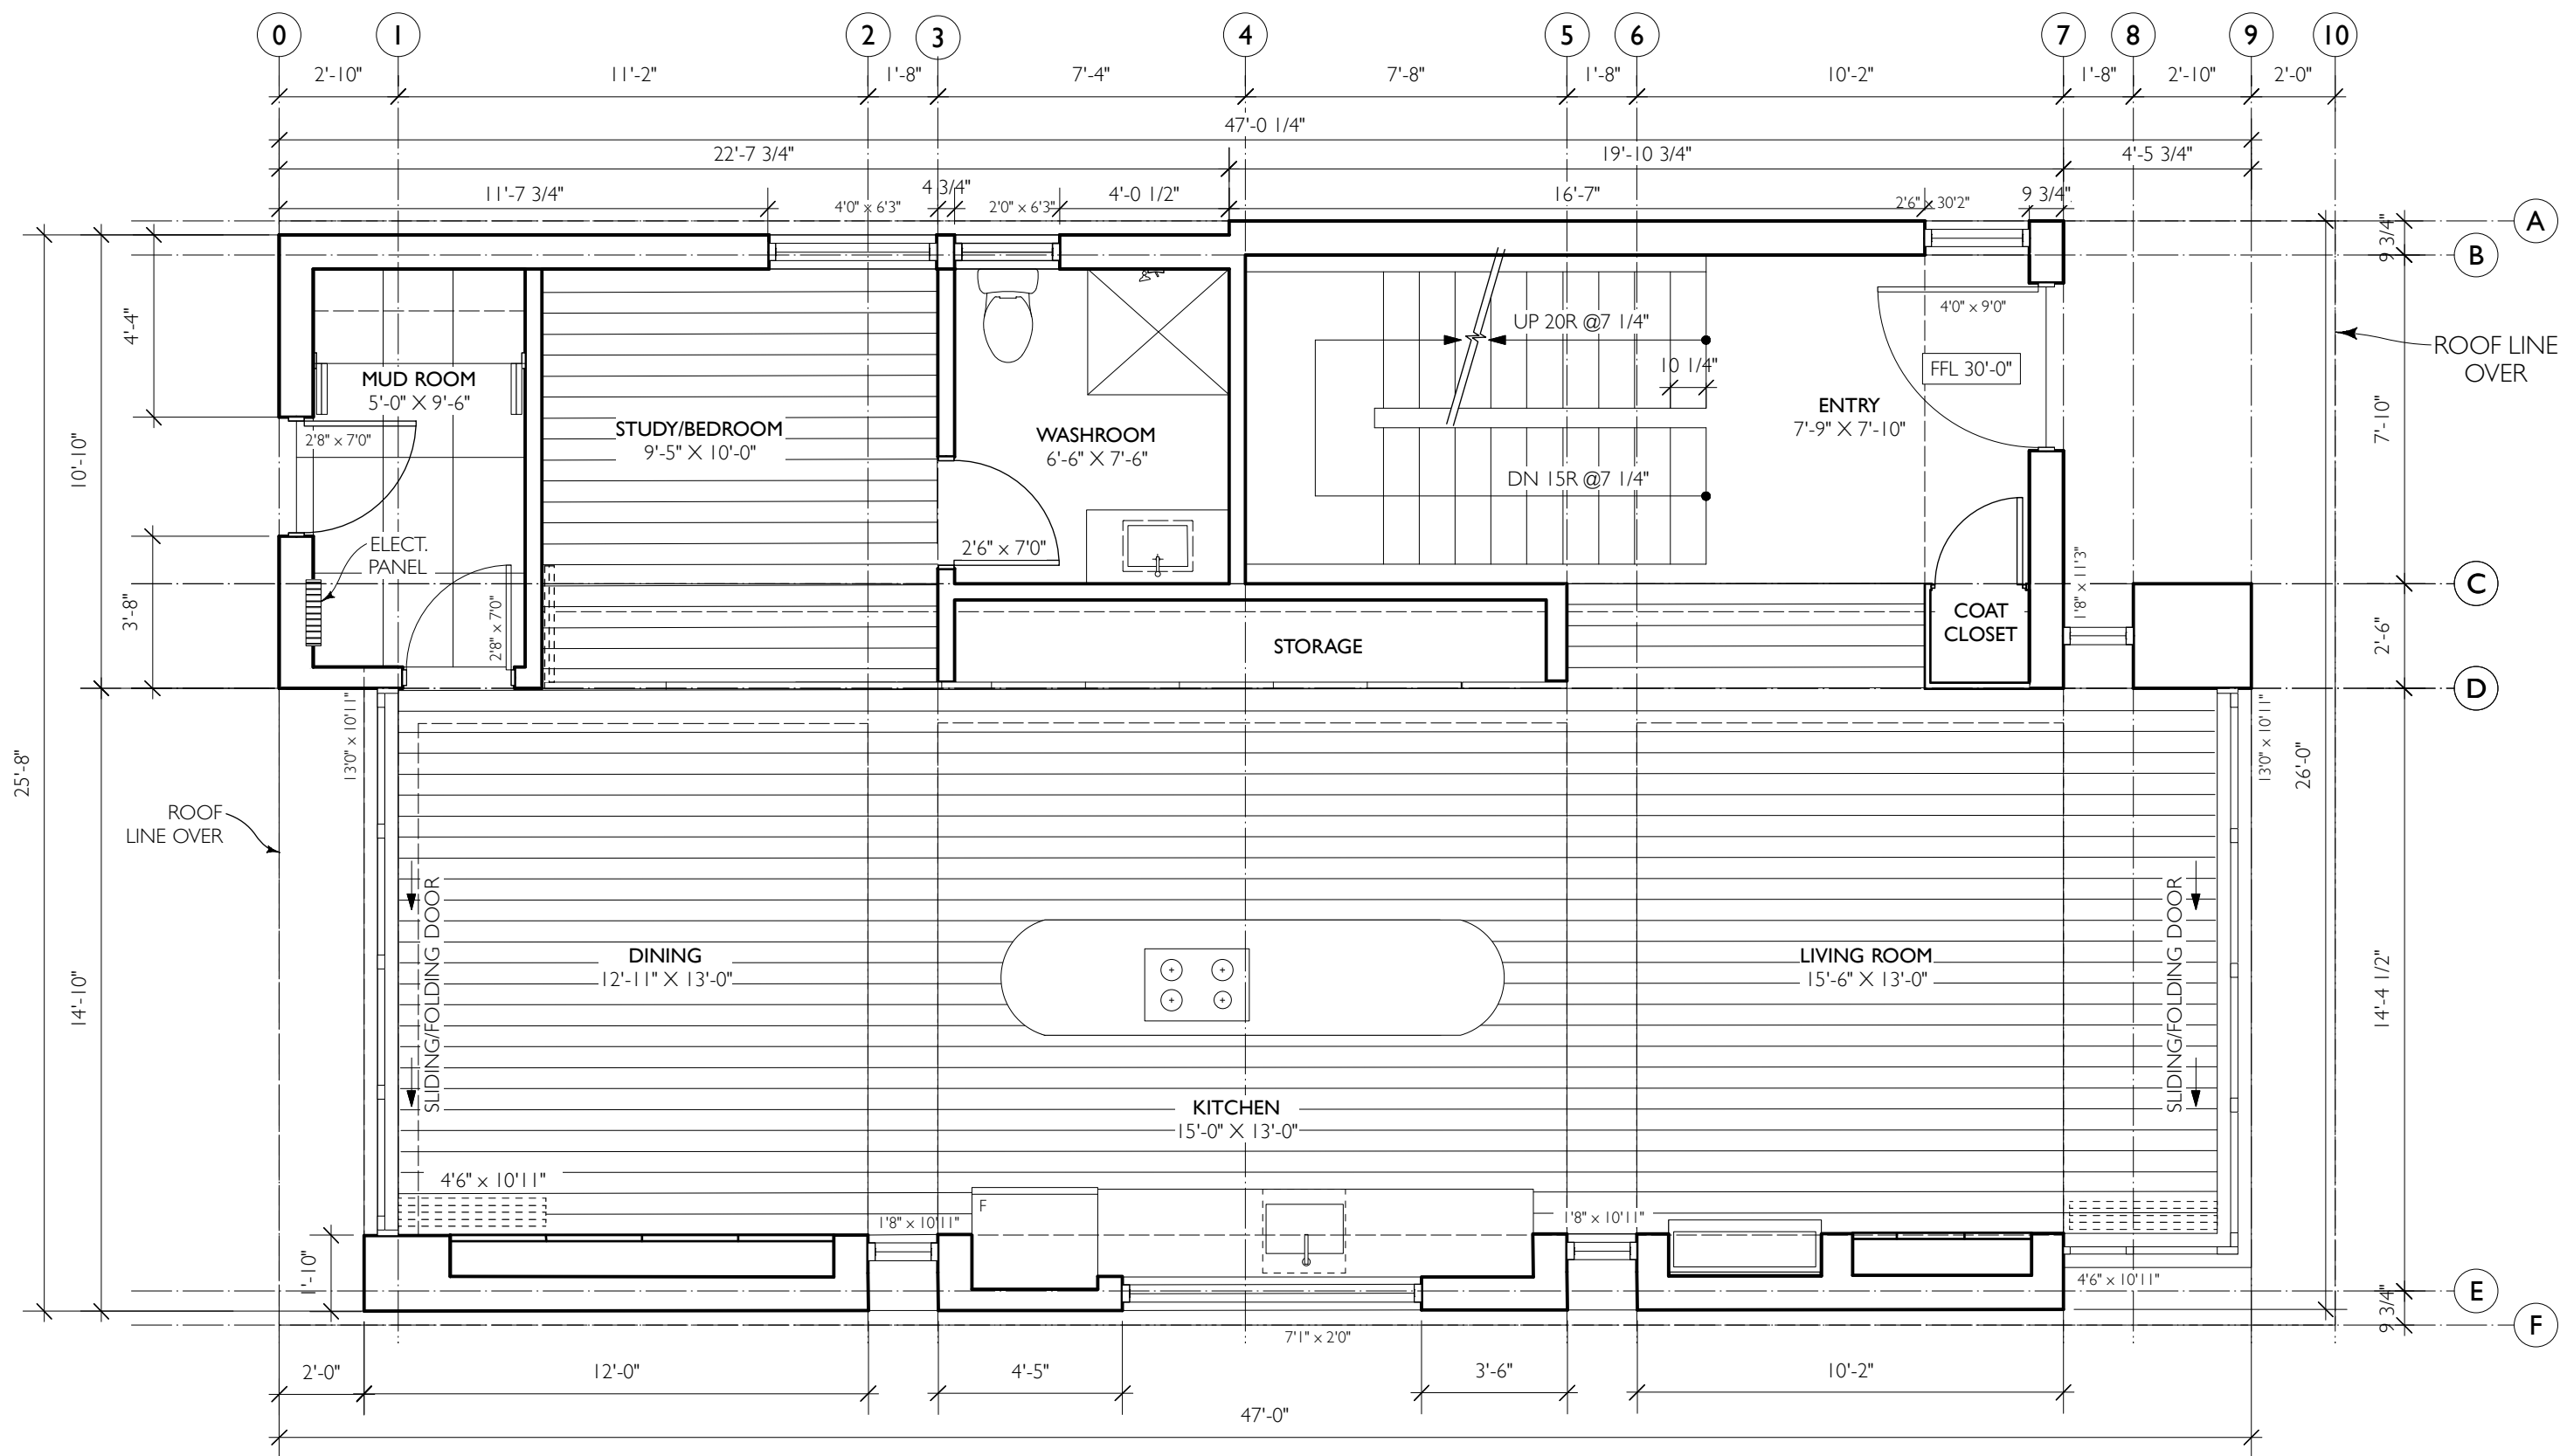 0 1 2 3 4 5 6 7 8 9 10
2'-10" 11'-2" 1'-8" 7'-4" 7'-8" 1'-8" 10'-2" 1'-8" 2'-10" 2'-0"
47'-0 1/4"
22'-7 3/4" 19'-10 3/4" 4'-5 3/4"
11'-7 3/4" 4'0" x 6'3" 4 3/4" 2'0" x 6'3" 4'-0 1/2" 16'-7" 2'6" x 30'2" 9 3/4"
A
9 3/4"
B
4'-4"
UP 20R @7 1/4"
4'0" x 9'0"
ROOF LINE
OVER
10 1/4"
FFL 30'-0"
MUD ROOM
5'-0" X 9'-6"
2'8" x 7'0"
STUDY/BEDROOM
9'-5" X 10'-0"
WASHROOM
6'-6" X 7'-6"
ENTRY
7'-9" X 7'-10"
7'-10"
10'-10"
DN 15R @7 1/4"
ELECT.
PANEL
2'6" x 7'0"
1'8" x 11'3"
C
3'-8"
2'8" x 7'0"
STORAGE
COAT
CLOSET
2'-6"
D
13'0" x 10'11"
13'0" x 10'11"
25'-8"
26'-0"
ROOF
LINE OVER
SLIDING/FOLDING DOOR
DINING
12'-11" X 13'-0"
LIVING ROOM
15'-6" X 13'-0"
SLIDING/FOLDING DOOR
14'-10"
14'-4 1/2"
KITCHEN
15'-0" X 13'-0"
4'6" x 10'11"
F
1'8" x 10'11"
1'8" x 10'11"
1'-10"
4'6" x 10'11"
E
9 3/4"
F
7'1" x 2'0"
2'-0" 12'-0" 4'-5" 3'-6" 10'-2"
47'-0"